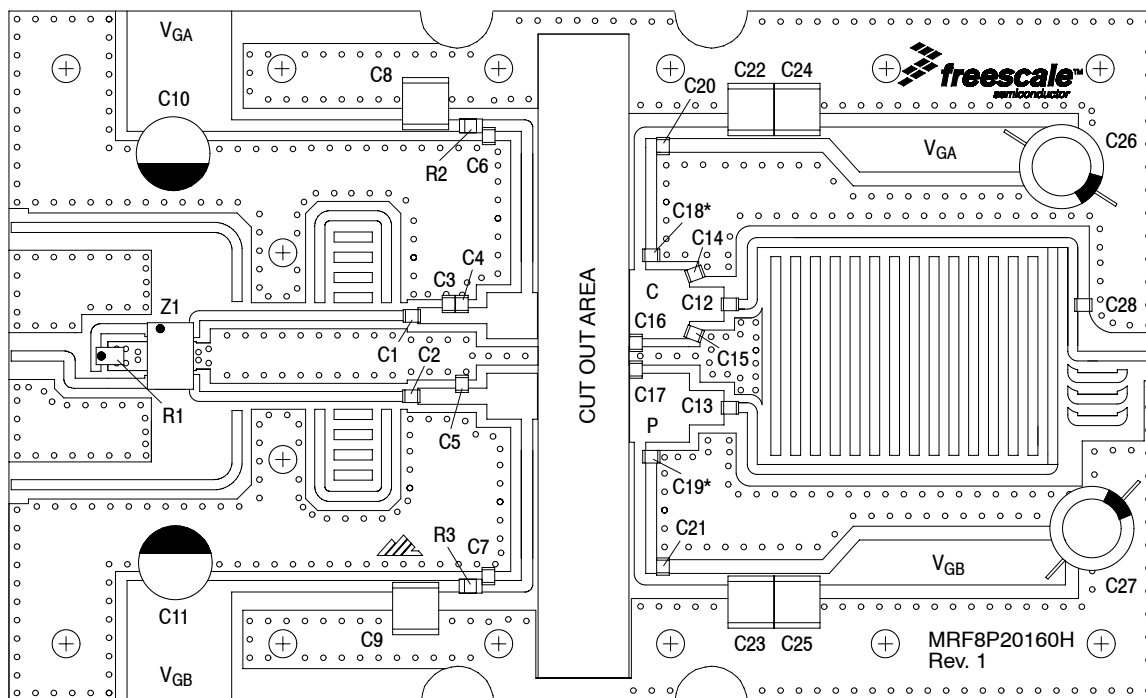 VGA
C8
C10
R2
C6
C20
C22
C24
freescale™
semiconductor
VGA
C26
C18*
C14
C4
C3
C
C12
C28
Z1
C16
C15
C1
C2
CUT OUT AREA
R1
C5
C17
C13
P
C19*
R3
C7
C21
VGB
C11
C9
C27
C23
C25
VGB
MRF8P20160H
Rev. 1